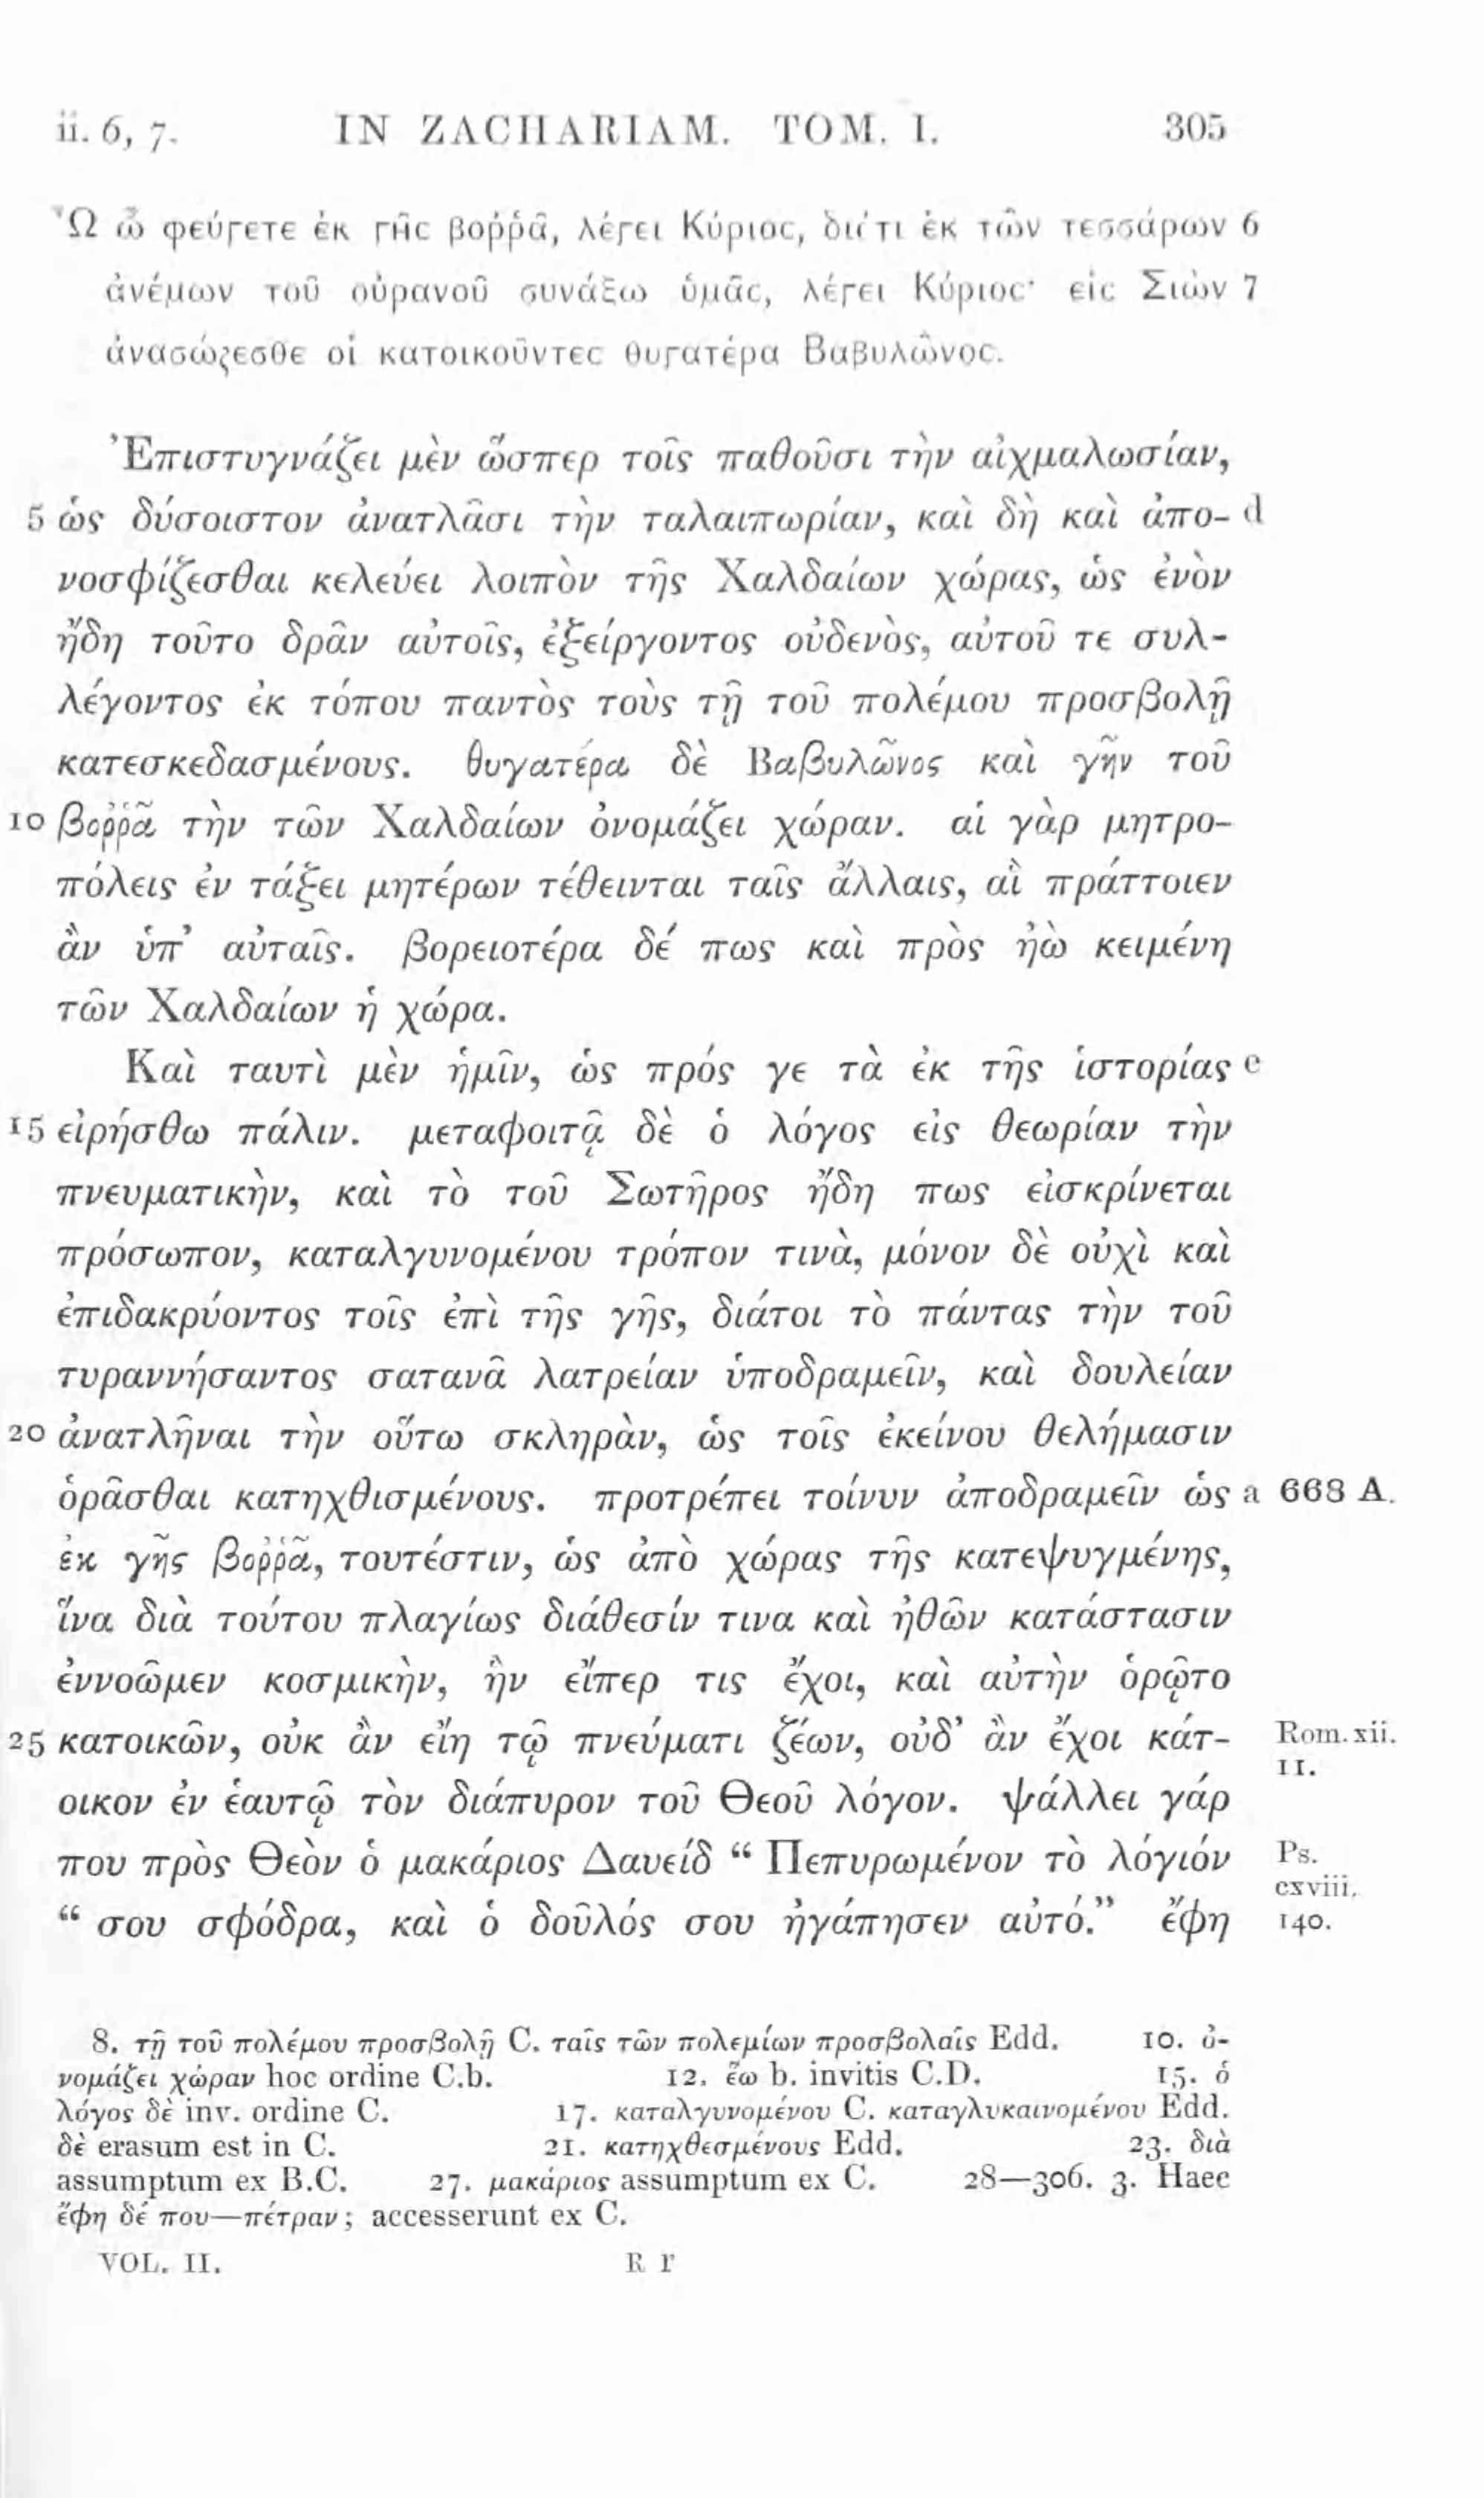 ii. 6, 7. IN ZACHARIAM. TOM. I. 305
Ὦ ὦ φεύγετε ἐκ γῆς βοῤῥᾶ, λέγει Κύριος, διότι ἐκ τῶν τεσσάρων 6
ἀνέμων τοῦ οὐρανοῦ συνάξω ὑμᾶς, λέγει Κύριος· εἰς Σιὼν 7
ἀνασώζεσθε οἱ κατοικοῦντες θυγατέρα Βαβυλῶνος.
Ἐπιστυγνάζει μὲν ὥσπερ τοῖς παθοῦσι τὴν αἰχμαλωσίαν,
5 ὡς δύσοιστον ἀνατλᾶσι τὴν ταλαιπωρίαν, καὶ δὴ καὶ ἀπο- d
νοσφίζεσθαι κελεύει λοιπὸν τῆς Χαλδαίων χώρας, ὡς ἐνὸν
ἤδη τοῦτο δρᾶν αὐτοῖς, ἐξείργοντος οὐδενὸς, αὐτοῦ τε συλ-
λέγοντος ἐκ τόπου παντὸς τοὺς τῇ τοῦ πολέμου προσβολῇ
κατεσκεδασμένους. θυγατέρα δὲ Βαβυλῶνος καὶ γῆν τοῦ
10 βοῤῥᾶ τὴν τῶν Χαλδαίων ὀνομάζει χώραν. αἱ γὰρ μητρο-
πόλεις ἐν τάξει μητέρων τέθεινται ταῖς ἄλλαις, αἳ πράττοιεν
ἂν ὑπ’ αὐταῖς. βορειοτέρα δέ πως καὶ πρὸς ἠὼ κειμένη
τῶν Χαλδαίων ἡ χώρα.
Καὶ ταυτὶ μὲν ἡμῖν, ὡς πρός γε τὰ ἐκ τῆς ἱστορίας e
15 εἰρήσθω πάλιν. μεταφοιτᾷ δὲ ὁ λόγος εἰς θεωρίαν τὴν
πνευματικὴν, καὶ τὸ τοῦ Σωτῆρος ἤδη πως εἰσκρίνεται
πρόσωπον, καταλγυνομένου τρόπον τινὰ, μόνον δὲ οὐχὶ καὶ
ἐπιδακρύοντος τοῖς ἐπὶ τῆς γῆς, διάτοι τὸ πάντας τὴν τοῦ
τυραννήσαντος σατανᾶ λατρείαν ὑποδραμεῖν, καὶ δουλείαν
20 ἀνατλῆναι τὴν οὕτω σκληρὰν, ὡς τοῖς ἐκείνου θελήμασιν
ὁρᾶσθαι κατηχθισμένους. προτρέπει τοίνυν ἀποδραμεῖν ὡς a 668 A.
ἐκ γῆς βοῤῥᾶ, τουτέστιν, ὡς ἀπὸ χώρας τῆς κατεψυγμένης,
ἵνα διὰ τούτου πλαγίως διάθεσίν τινα καὶ ἠθῶν κατάστασιν
ἐννοῶμεν κοσμικὴν, ἣν εἴπερ τις ἔχοι, καὶ αὐτὴν ὁρῷτο
25 κατοικῶν, οὐκ ἂν εἴη τῷ πνεύματι ζέων, οὐδ’ ἂν ἔχοι κάτ- Rom. xii. 11.
οικον ἐν ἑαυτῷ τὸν διάπυρον τοῦ Θεοῦ λόγον. ψάλλει γάρ
που πρὸς Θεὸν ὁ μακάριος Δαυείδ “ Πεπυρωμένον τὸ λόγιόν Ps. cxviii.
“ σου σφόδρα, καὶ ὁ δοῦλός σου ἠγάπησεν αὐτό.” ἔφη 140.
8. τῇ τοῦ πολέμου προσβολῇ C. ταῖς τῶν πολεμίων προσβολαῖς Edd. 10. ὀ-
νομάζει χώραν hoc ordine C.b. 12. ἕω b. invitis C.D. 15. ὁ
λόγος δὲ inv. ordine C. 17. καταλγυνομένου C. καταγλυκαινομένου Edd.
δὲ erasum est in C. 21. κατηχθεσμένους Edd. 23. διὰ
assumptum ex B.C. 27. μακάριος assumptum ex C. 28—306. 3. Haec
ἔφη δέ που—πέτραν; accesserunt ex C.
VOL. II. R r